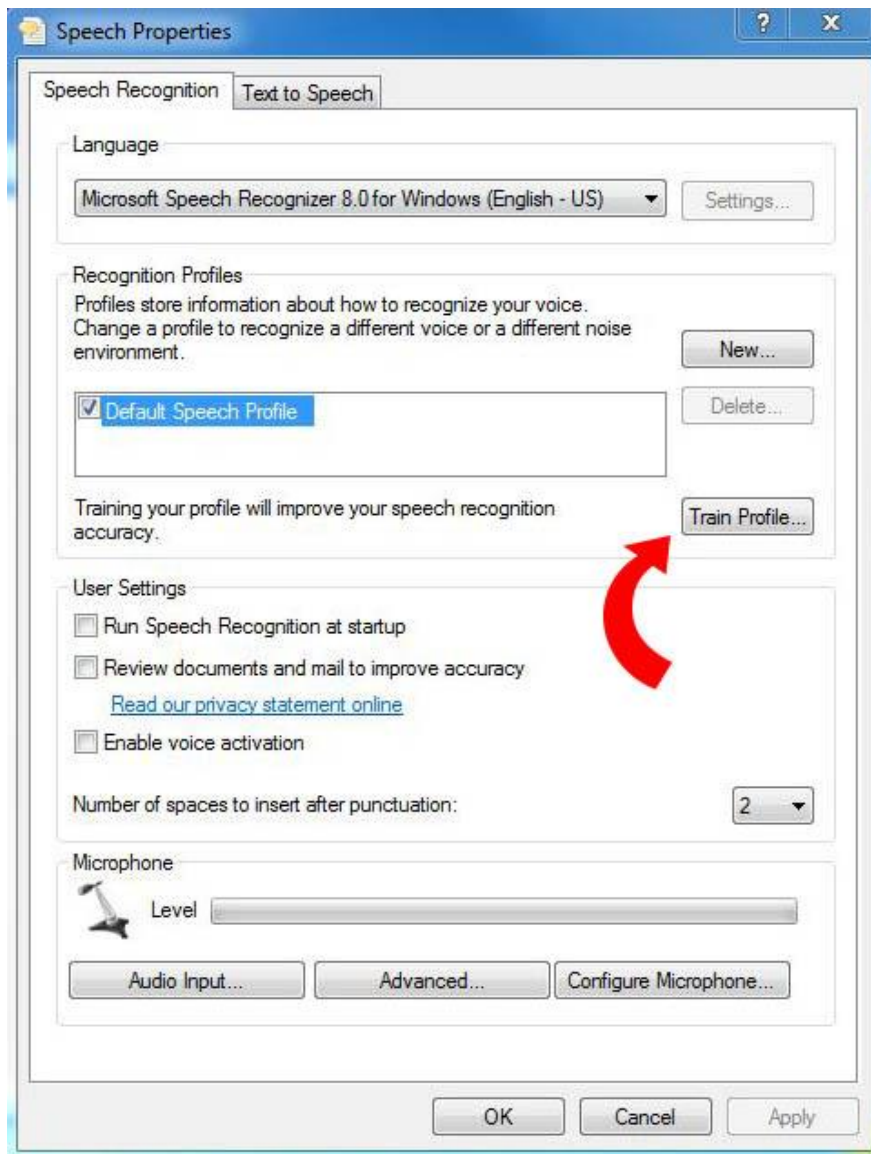 Speech Properties
?
X
Speech Recognition
Text to Speech
Language
Microsoft Speech Recognizer 8.0 for Windows (English - US)
Settings...
Recognition Profiles
Profiles store information about how to recognize your voice.
Change a profile to recognize a different voice or a different noise
environment.
New...
Default Speech Profile
Delete...
Training your profile will improve your speech recognition
accuracy.
Train Profile...
User Settings
Run Speech Recognition at startup
Review documents and mail to improve accuracy
Read our privacy statement online
Enable voice activation
Number of spaces to insert after punctuation:
2
Microphone
Level
Audio Input...
Advanced...
Configure Microphone...
OK
Cancel
Apply